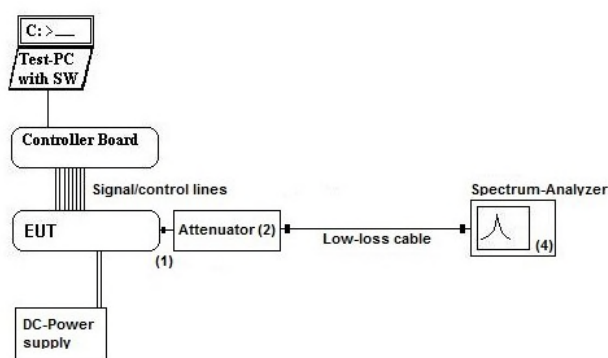 C: >__
Test-PC
with SW
Controller Board
Signal/control lines
Spectrum-Analyzer
EUT
Attenuator (2)
Low-loss cable
(4)
(1)
DC-Power
supply